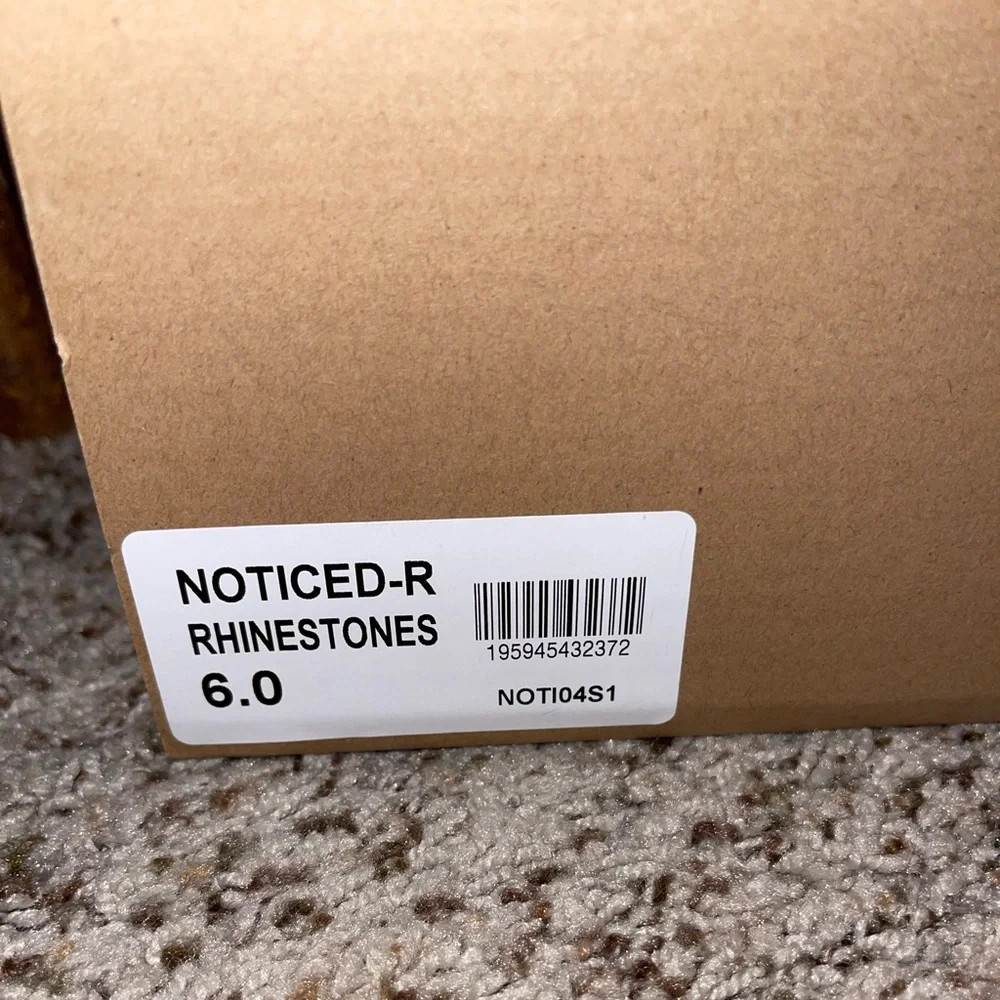 NOTICED-R
RHINESTONES
6.0
195945432372
NOTI04S1